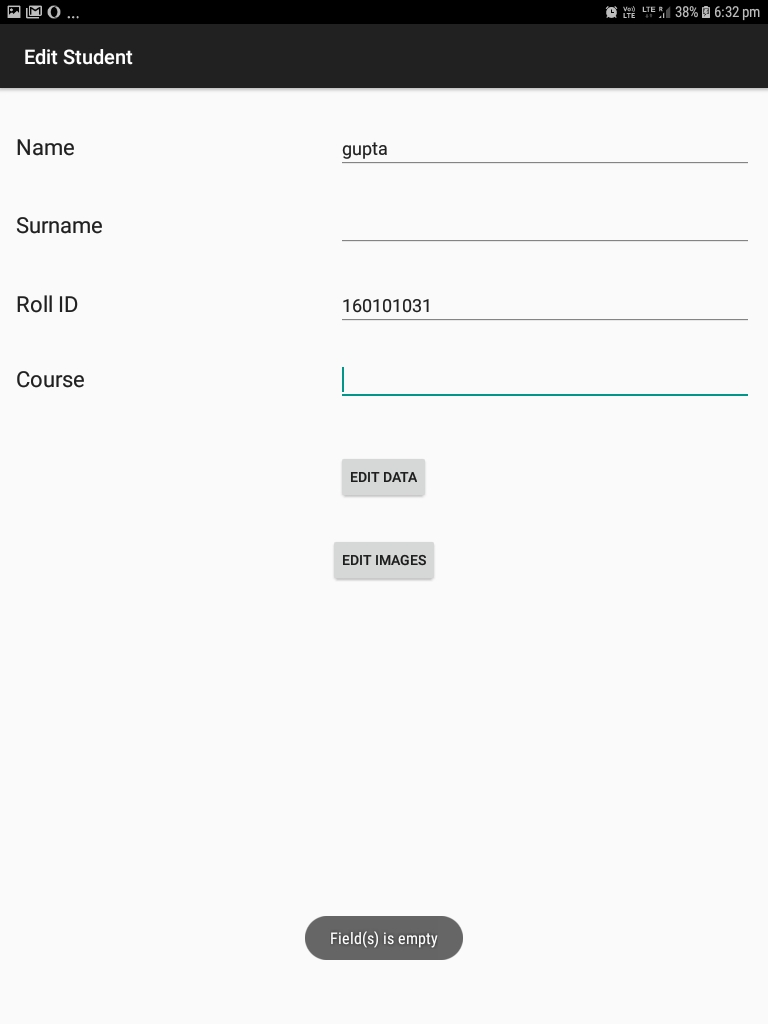 ... Vo)) LTE LTE R 38% 6:32 pm
Edit Student
Name gupta
Surname
Roll ID 160101031
Course
EDIT DATA
EDIT IMAGES
Field(s) is empty